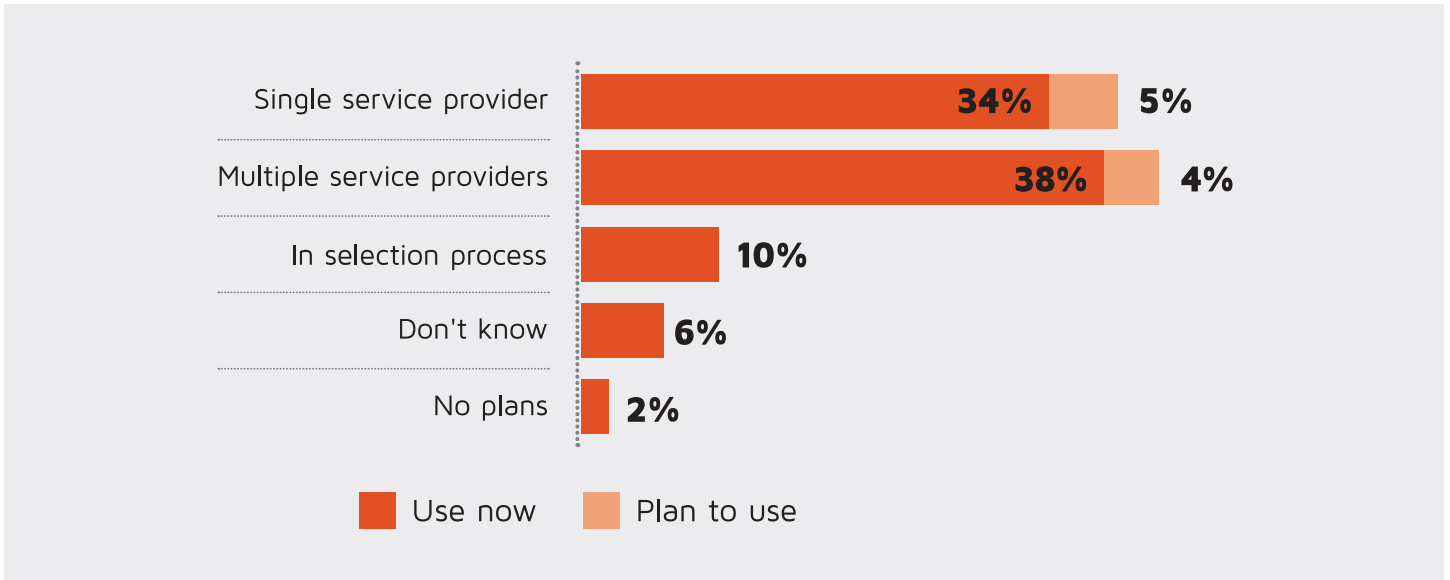 Single service provider 34% 5%
Multiple service providers 38% 4%
In selection process 10%
Don't know 6%
No plans 2%
Use now Plan to use